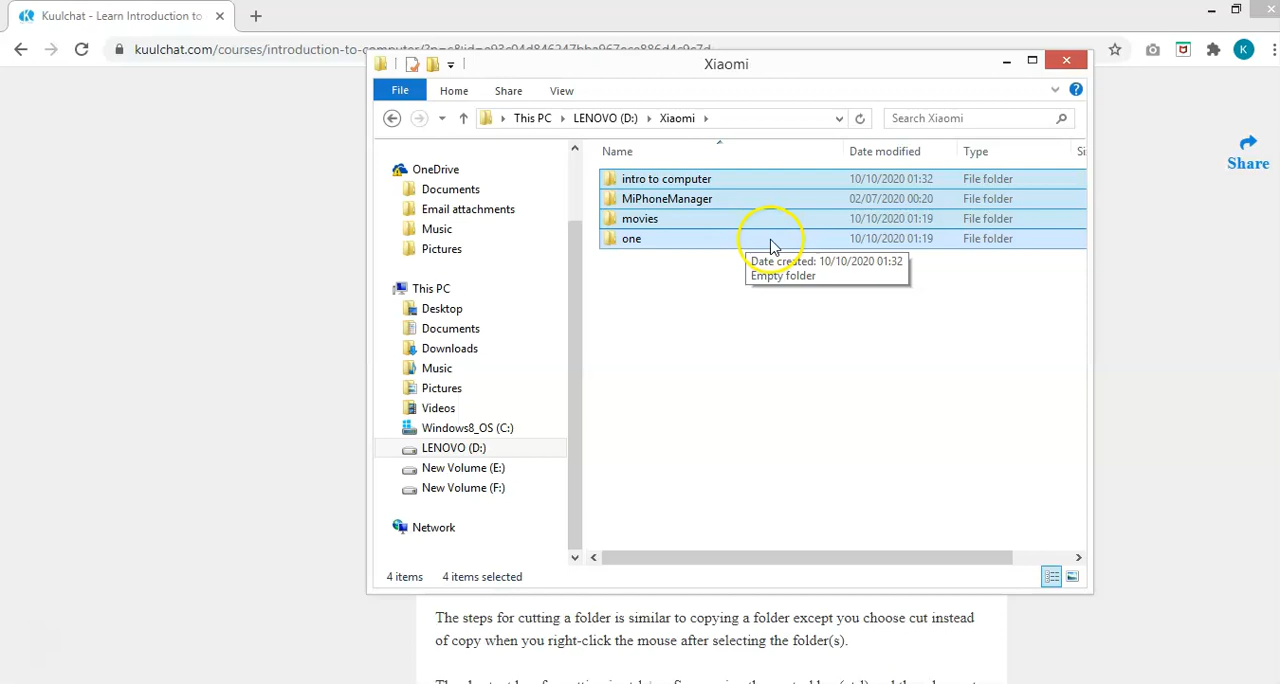 Kuulchat - Learn Introduction to
kuulchat.com/courses/introduction-to-computer/?
K
Xiaomi
File Home Share View
This PC LENOVO (D:) Xiaomi
Search Xiaomi
Share
Name Date modified Type Si
OneDrive
Documents
Email attachments
Music
Pictures
This PC
Desktop
Documents
Downloads
Music
Pictures
Videos
Windows8_OS (C:)
LENOVO (D:)
New Volume (E:)
New Volume (F:)
Network
intro to computer 10/10/2020 01:32 File folder
MiPhoneManager 02/07/2020 00:20 File folder
movies 10/10/2020 01:19 File folder
one 10/10/2020 01:19 File folder
Date created: 10/10/2020 01:32
Empty folder
4 items 4 items selected
The steps for cutting a folder is similar to copying a folder except you choose cut instead
of copy when you right-click the mouse after selecting the folder(s).